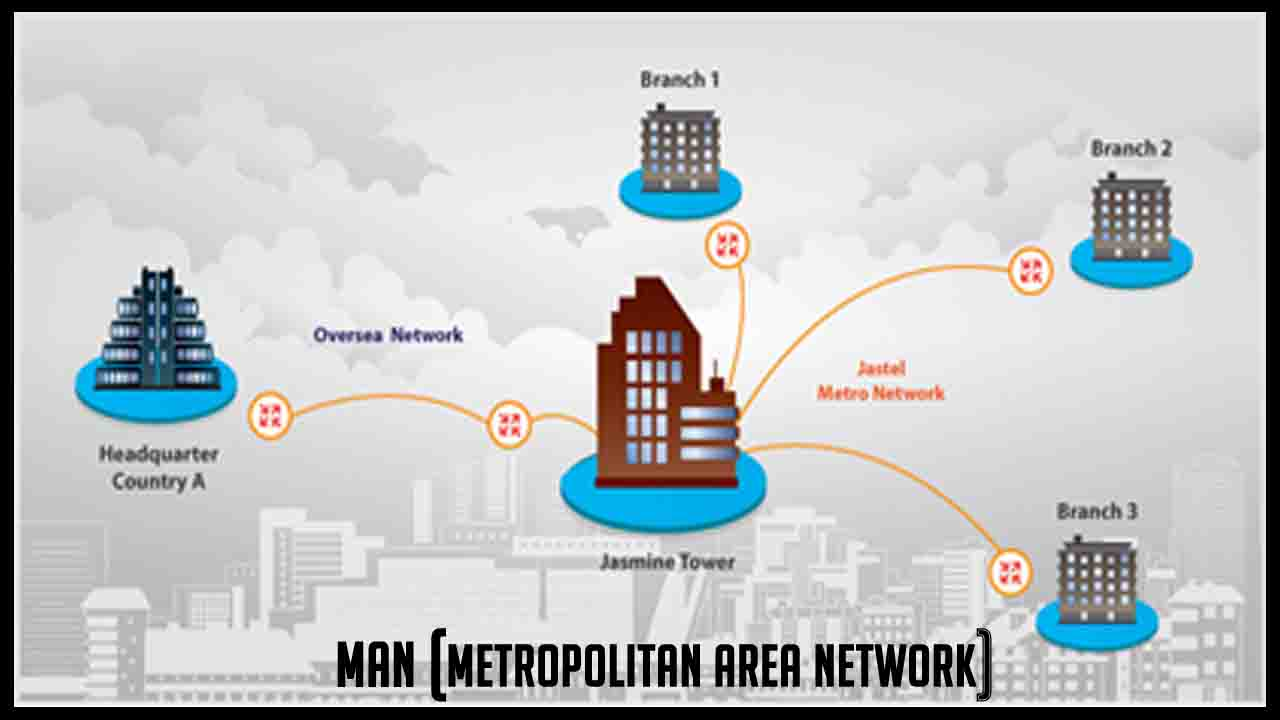 Branch 1
Branch 2
Oversea Network
Jastel
Metro Network
Headquarter
Country A
Branch 3
Jasmine Tower
MAN (METROPOLITAN AREA NETWORK)